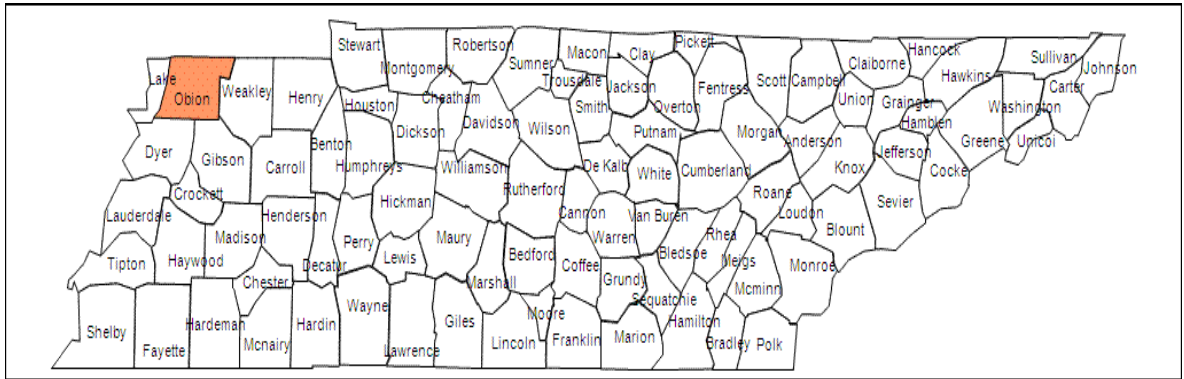 Stewart
Robertson
Montgomery
Sumner
Macon
Clay
Pickett
Trousdale
Jackson
Fentress
Scott
Campbell
Claiborne
Hancock
Hawkins
Sullivan
Johnson
Carter
Lake
Obion
Weakley
Henry
Houston
Cheatham
Dickson
Davidson
Wilson
Smith
Overton
Putnam
Morgan
Anderson
Union
Grainger
Hamblen
Washington
Greene
Unicoi
Dyer
Gibson
Carroll
Benton
Humphreys
Williamson
De Kalb
White
Cumberland
Knox
Jefferson
Cocke
Crockett
Rutherford
Roane
Sevier
Lauderdale
Madison
Henderson
Hickman
Cannon
Van Buren
Loudon
Blount
Perry
Maury
Warren
Rhea
Tipton
Haywood
Decatur
Lewis
Bedford
Coffee
Bledsoe
Meigs
Monroe
Chester
Marshall
Grundy
Mcminn
Sequatchie
Shelby
Fayette
Hardeman
Mcnairy
Hardin
Wayne
Lawrence
Giles
Lincoln
Moore
Franklin
Marion
Hamilton
Bradley
Polk